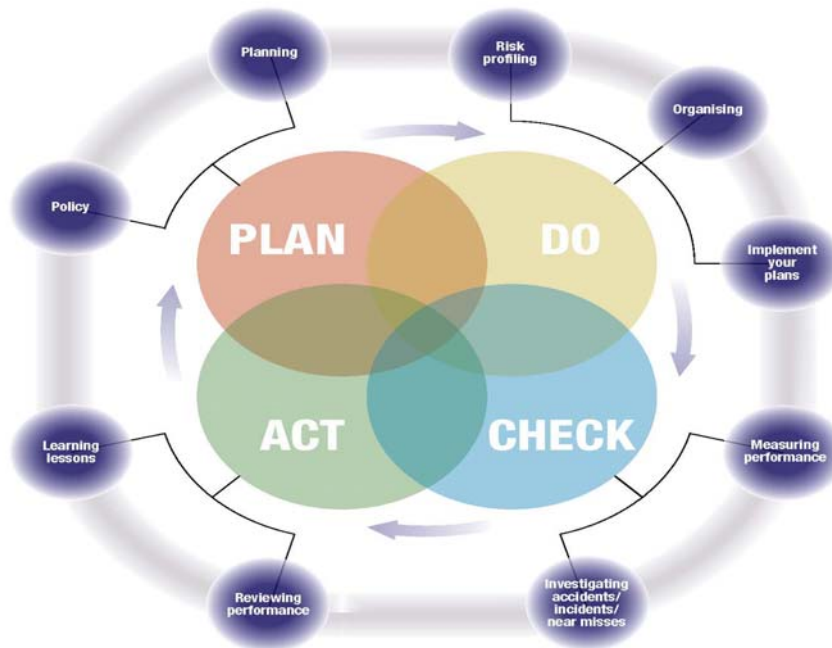 Planning
Risk
profiling
Organising
Policy
PLAN
DO
Implement
your
plans
ACT
CHECK
Learning
lessons
Measuring
performance
Reviewing
performance
Investigating
accidents/
incidents/
near misses